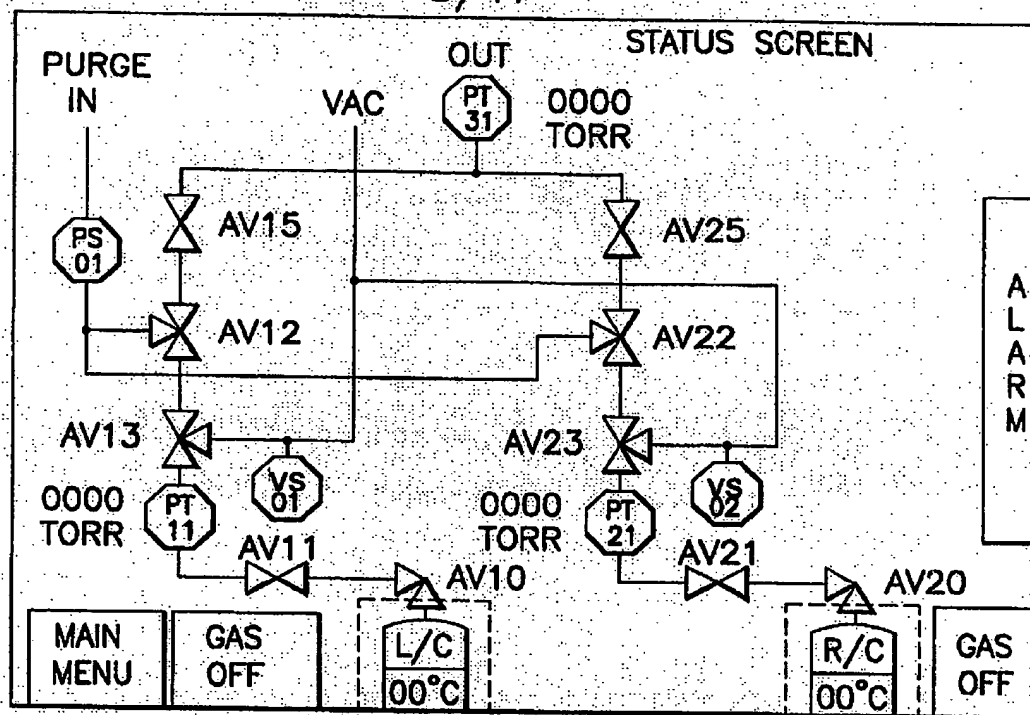 STATUS SCREEN
PURGE
IN
VAC
OUT
PT
31
0000
TORR
PS
01
AV15
AV25
AV12
AV22
AV13
AV23
VS
01
VS
02
0000
TORR
PT
11
0000
TORR
PT
21
AV11
AV10
AV21
AV20
A
L
A
R
M
MAIN
MENU
GAS
OFF
L/C
00°C
R/C
00°C
GAS
OFF